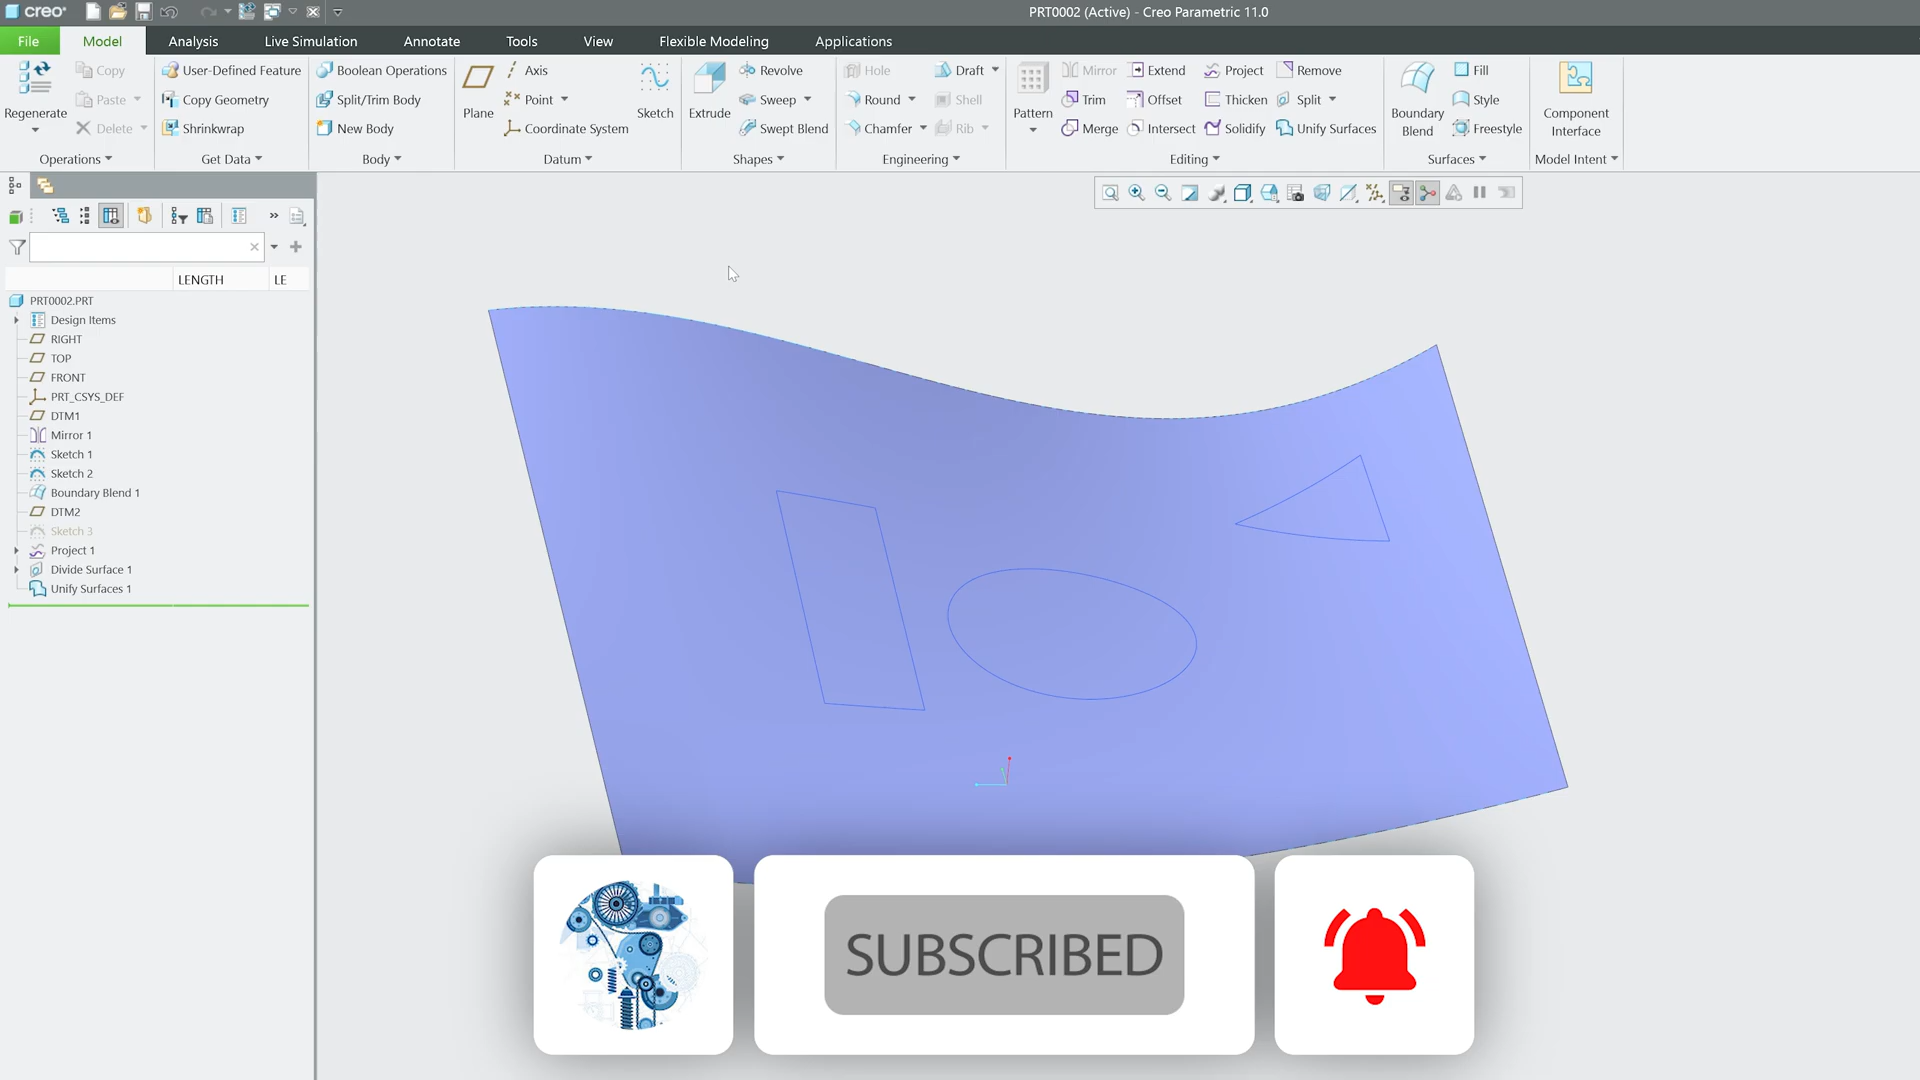 creo
PRT0002 (Active) - Creo Parametric 11.0
File Model Analysis Live Simulation Annotate Tools View Flexible Modeling Applications
Regenerate
Copy
Paste
Delete
Operations
User-Defined Feature
Copy Geometry
Shrinkwrap
Get Data
Boolean Operations
Split/Trim Body
New Body
Body
Plane
Axis
Point
Coordinate System
Sketch
Datum
Extrude
Revolve
Sweep
Swept Blend
Shapes
Hole
Round
Chamfer
Draft
Shell
Rib
Engineering
Pattern
Mirror
Trim
Merge
Extend
Offset
Intersect
Project
Thicken
Solidify
Remove
Split
Unify Surfaces
Editing
Boundary
Blend
Fill
Style
Freestyle
Surfaces
Component
Interface
Model Intent
LENGTH LE
PRT0002.PRT
Design Items
RIGHT
TOP
FRONT
PRT_CSYS_DEF
DTM1
Mirror 1
Sketch 1
Sketch 2
Boundary Blend 1
DTM2
Sketch 3
Project 1
Divide Surface 1
Unify Surfaces 1
SUBSCRIBED